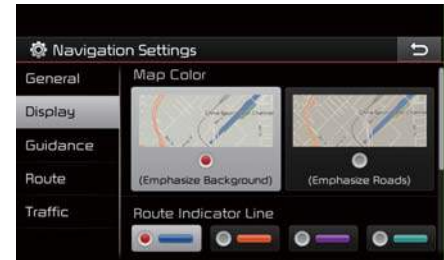 Navigation Settings
General
Display
Guidance
Route
Traffic
Map Color
(Emphasize Background)
(Emphasize Roads)
Route Indicator Line